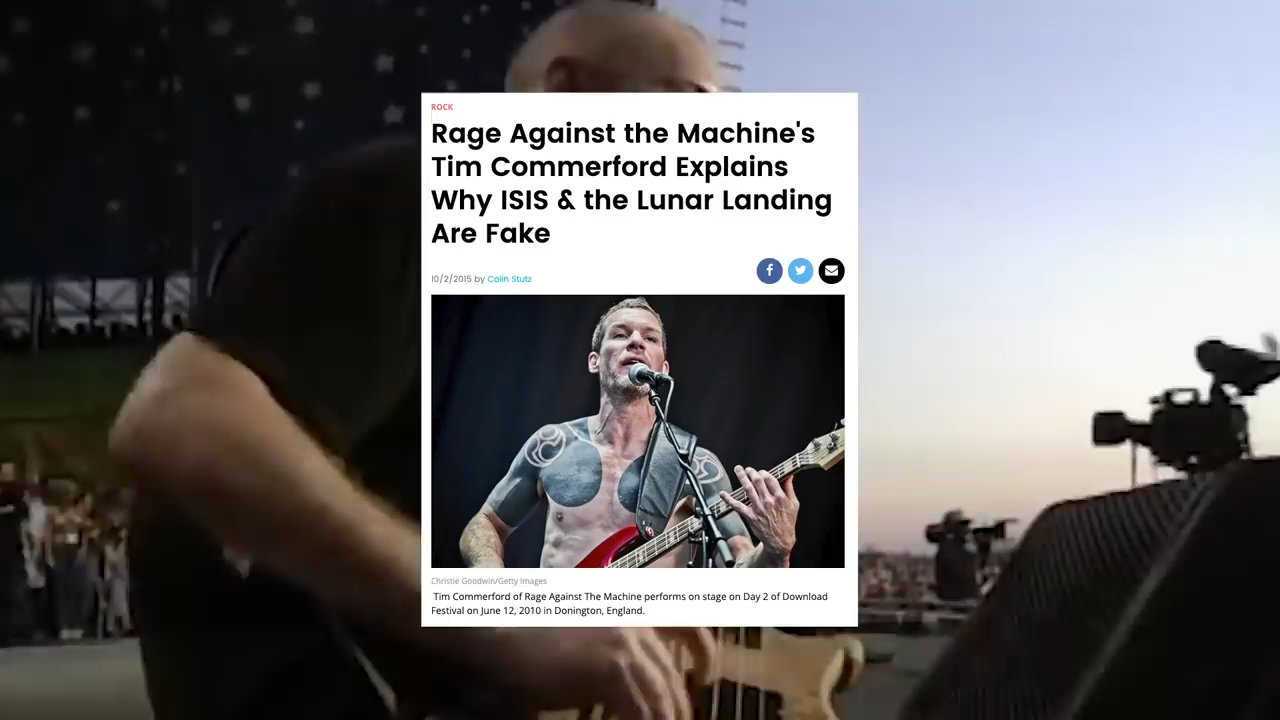 ROCK
Rage Against the Machine's
Tim Commerford Explains
Why ISIS & the Lunar Landing
Are Fake
10/2/2015 by Colin Stutz
Christie Goodwin/Getty Images
Tim Commerford of Rage Against The Machine performs on stage on Day 2 of Download
Festival on June 12, 2010 in Donington, England.